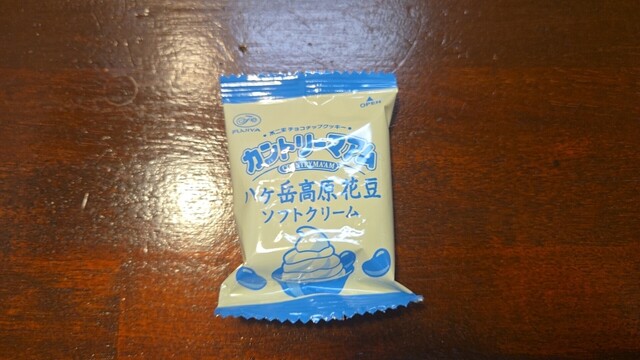 FUJIYA
OPEN
不二家 チョコチップクッキー
カントリーマアム
COUNTRY MA'AM
八ヶ岳高原花豆
ソフトクリーム